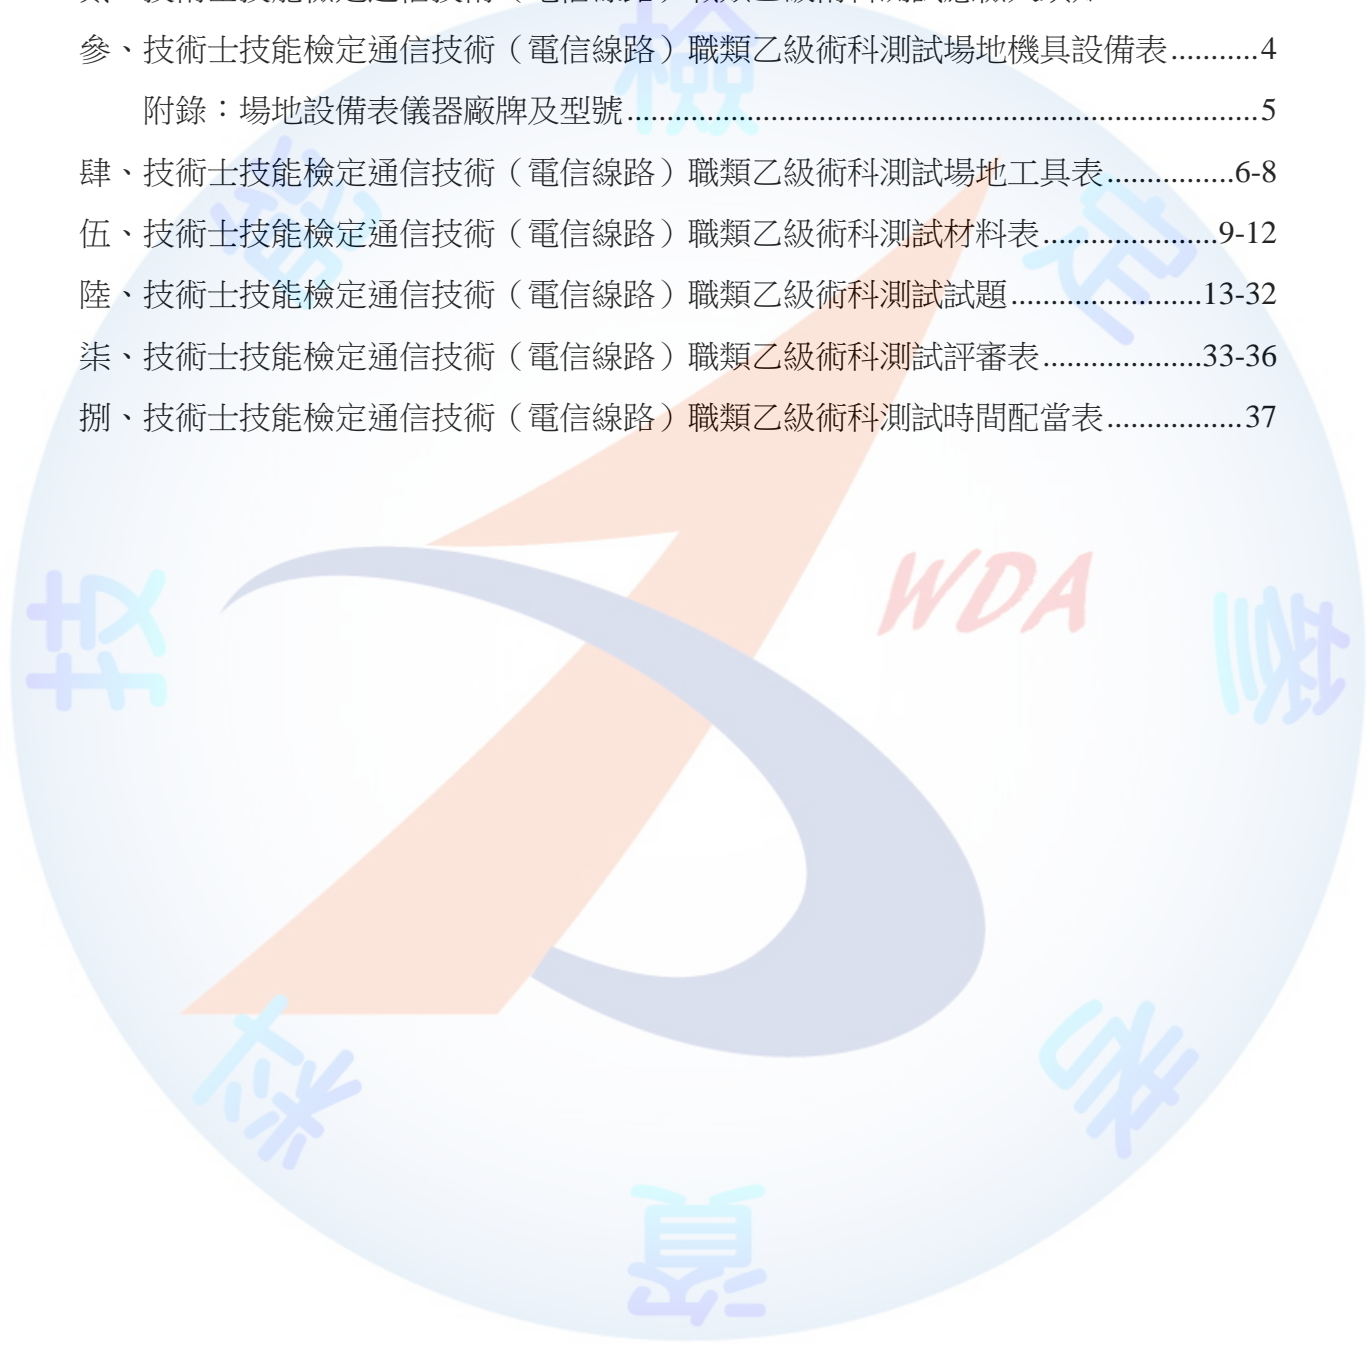 參、技術士技能檢定通信技術（電信線路）職類乙級術科測試場地機具設備表...........4
附錄：場地設備表儀器廠牌及型號...............................................................................5
肆、技術士技能檢定通信技術（電信線路）職類乙級術科測試場地工具表................6-8
伍、技術士技能檢定通信技術（電信線路）職類乙級術科測試材料表......................9-12
陸、技術士技能檢定通信技術（電信線路）職類乙級術科測試試題........................13-32
柒、技術士技能檢定通信技術（電信線路）職類乙級術科測試評審表....................33-36
捌、技術士技能檢定通信技術（電信線路）職類乙級術科測試時間配當表.................37
WDA
技
能
檢
定
參
考
資
料